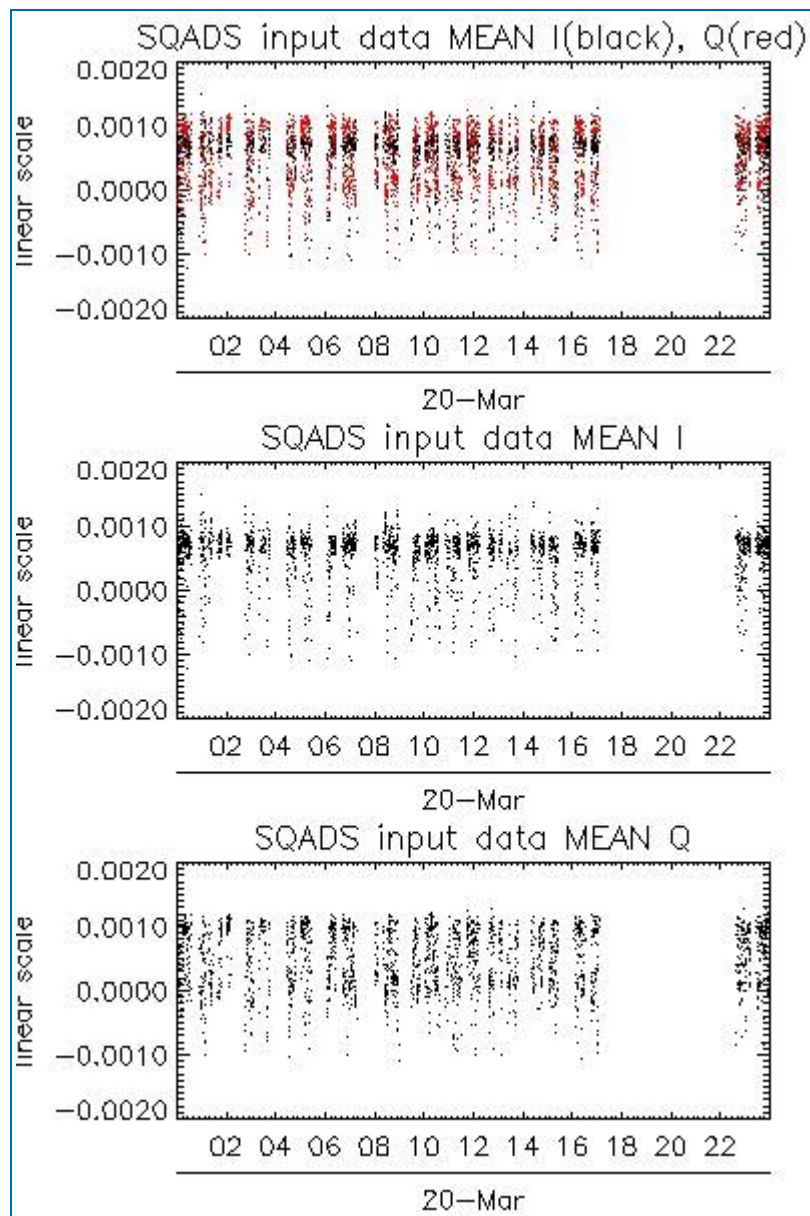 SQADS input data MEAN I(black), Q(red)
0.0020
0.0010
0.0000
-0.0010
-0.0020
linear scale
02 04 06 08 10 12 14 16 18 20 22
20-Mar
SQADS input data MEAN I
0.0020
0.0010
0.0000
-0.0010
-0.0020
linear scale
02 04 06 08 10 12 14 16 18 20 22
20-Mar
SQADS input data MEAN Q
0.0020
0.0010
0.0000
-0.0010
-0.0020
linear scale
02 04 06 08 10 12 14 16 18 20 22
20-Mar